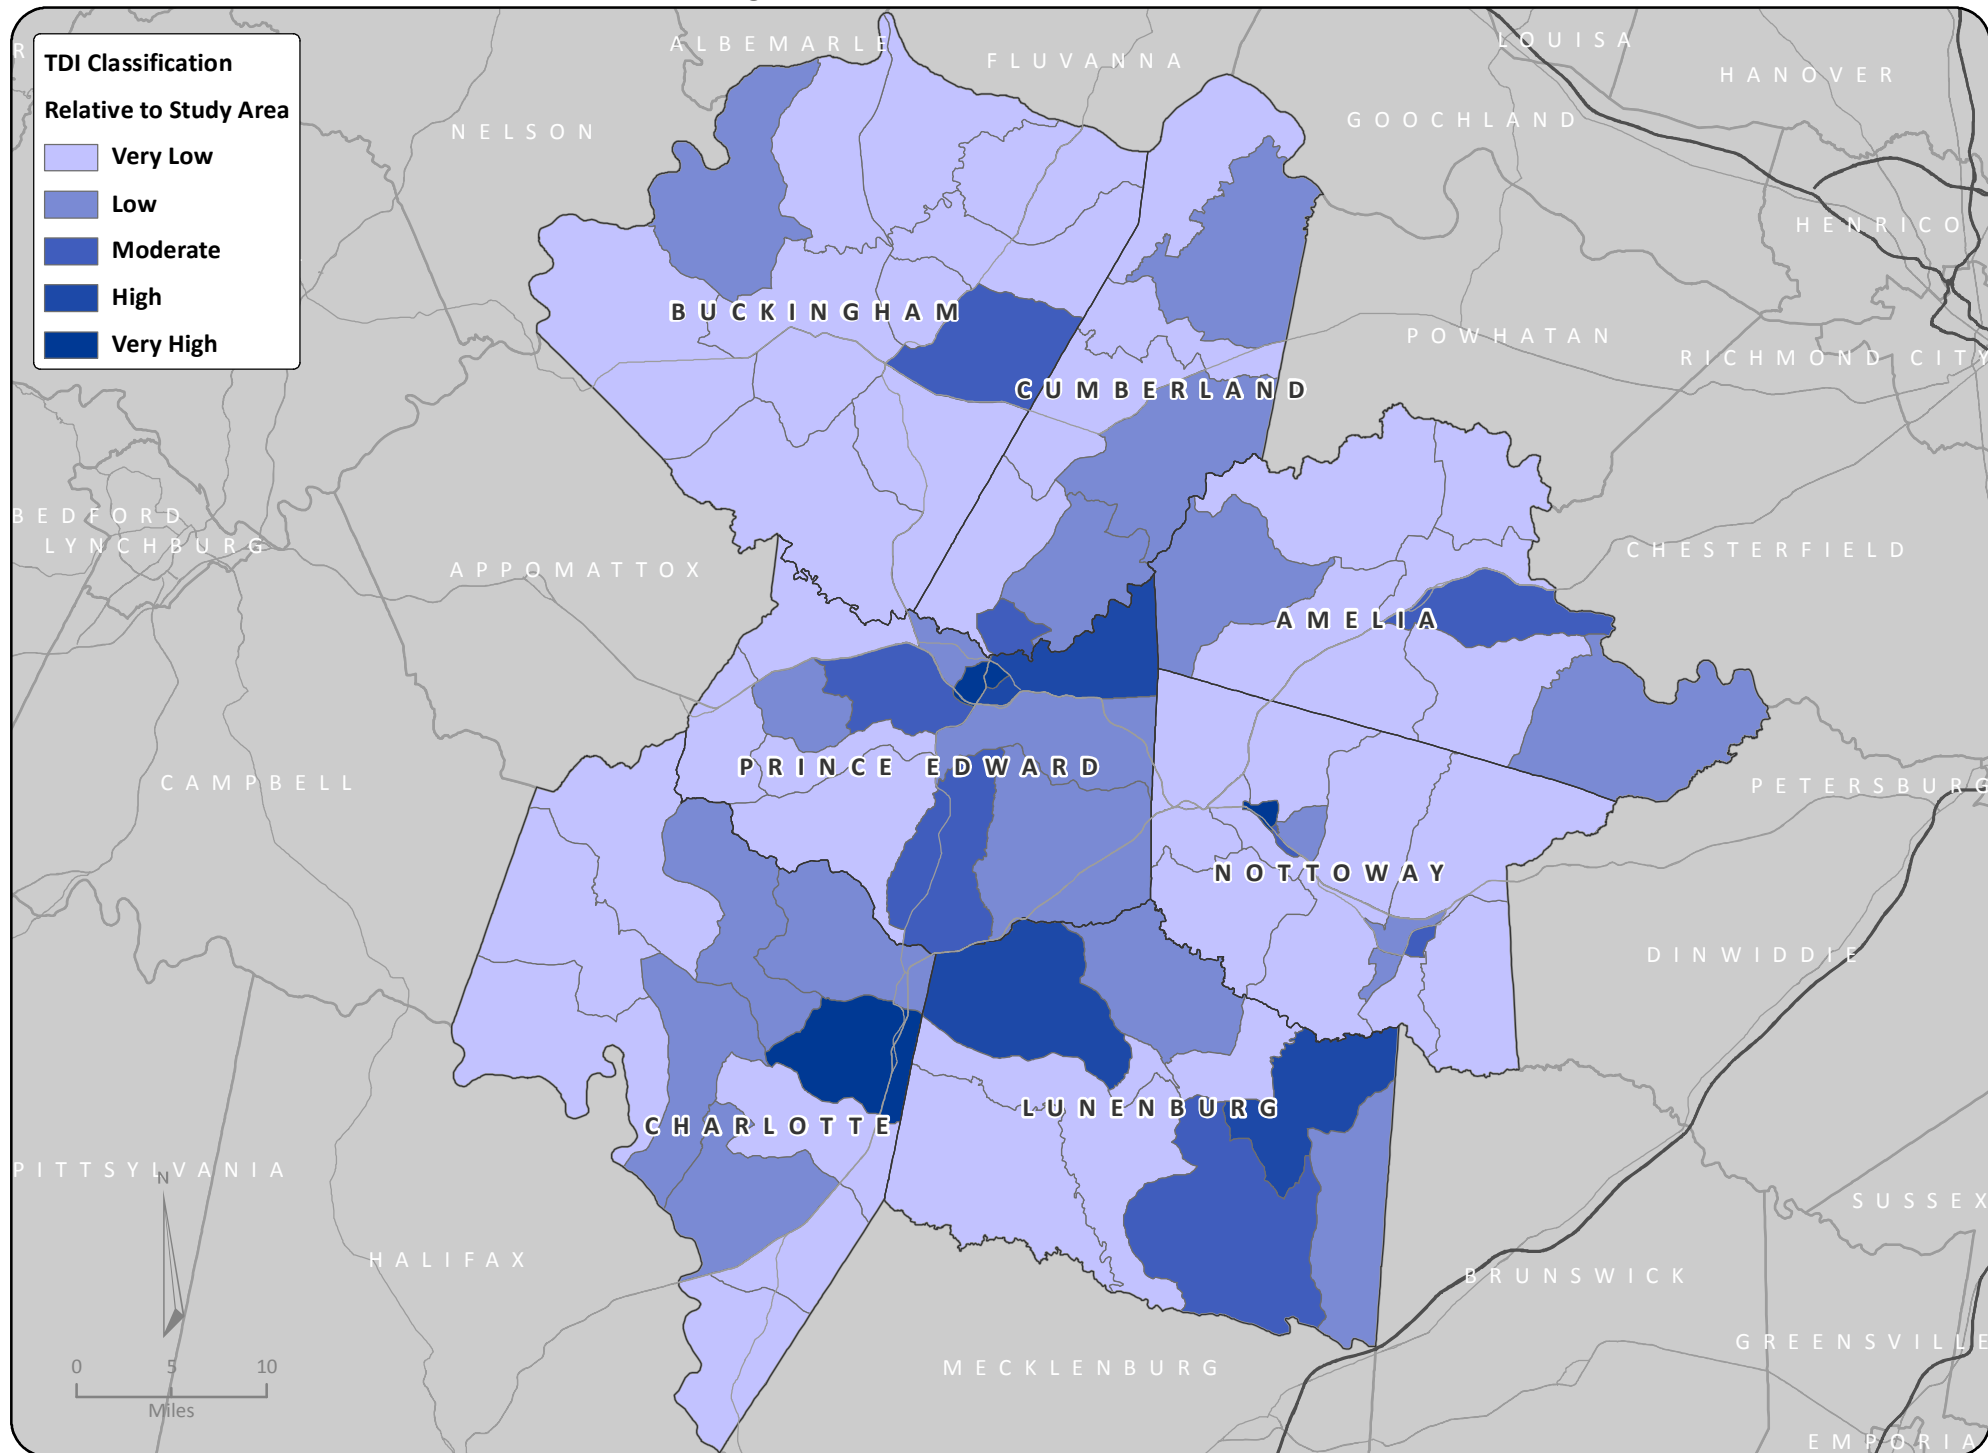 TDI Classification
Relative to Study Area
Very Low
Low
Moderate
High
Very High
R
ALBEMARLE
FLUVANNA
LOUISA
HANOVER
NELSON
GOOCHLAND
HENRICO
BUCKINGHAM
POWHATAN
RICHMOND CITY
CUMBERLAND
BEDFORD
LYNCHBURG
APPOMATTOX
CHESTERFIELD
AMELIA
PRINCE EDWARD
CAMPBELL
PETERSBURG
NOTTOWAY
DINWIDDIE
LUNENBURG
CHARLOTTE
PITTSYLVANIA
N
SUSSEX
HALIFAX
BRUNSWICK
GREENSVILLE
MECKLENBURG
0 5 10
Miles
EMPORIA